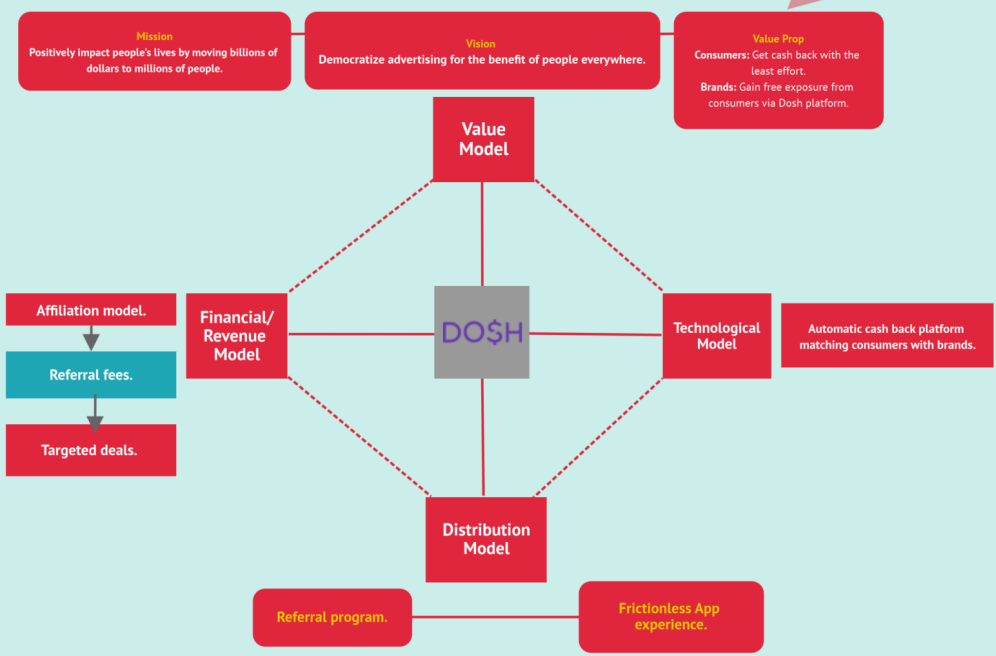 Mission
Positively impact people's lives by moving billions of
dollars to millions of people.
Vision
Democratize advertising for the benefit of people everywhere.
Value Prop
Consumers: Get cash back with the
least effort.
Brands: Gain free exposure from
consumers via Dosh platform.
Value
Model
Affiliation model.
Referral fees.
Targeted deals.
Financial/
Revenue
Model
DO$H
Technological
Model
Automatic cash back platform
matching consumers with brands.
Distribution
Model
Referral program.
Frictionless App
experience.